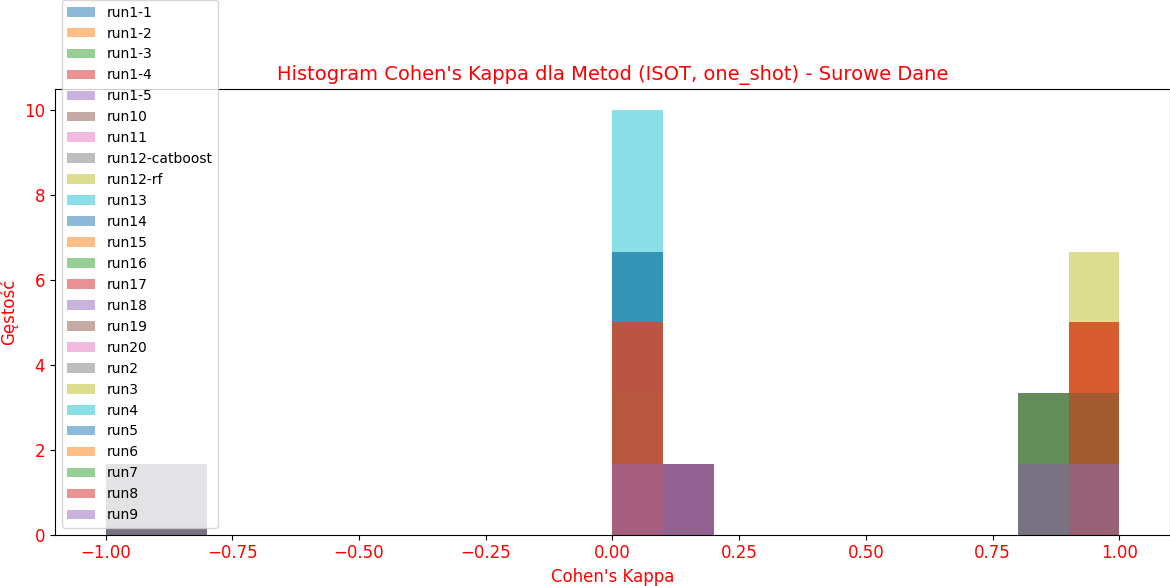 run1-1
run1-2
run1-3
run1-4
run1-5
run10
run11
run12-catboost
run12-rf
run13
run14
run15
run16
run17
run18
run19
run20
run2
run3
run4
run5
run6
run7
run8
run9
Histogram Cohen's Kappa dla Metod (ISOT, one_shot) - Surowe Dane
Gęstość
10
8
6
4
2
0
−1.00 −0.75 −0.50 −0.25 0.00 0.25 0.50 0.75 1.00
Cohen's Kappa